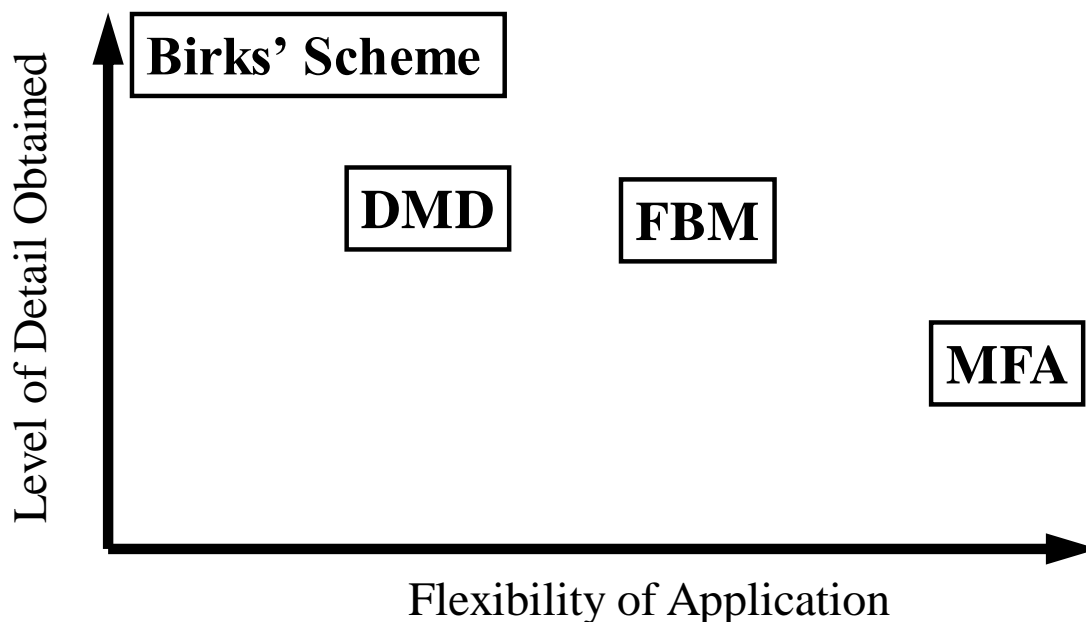 Level of Detail Obtained
Birks’ Scheme
DMD
FBM
MFA
Flexibility of Application